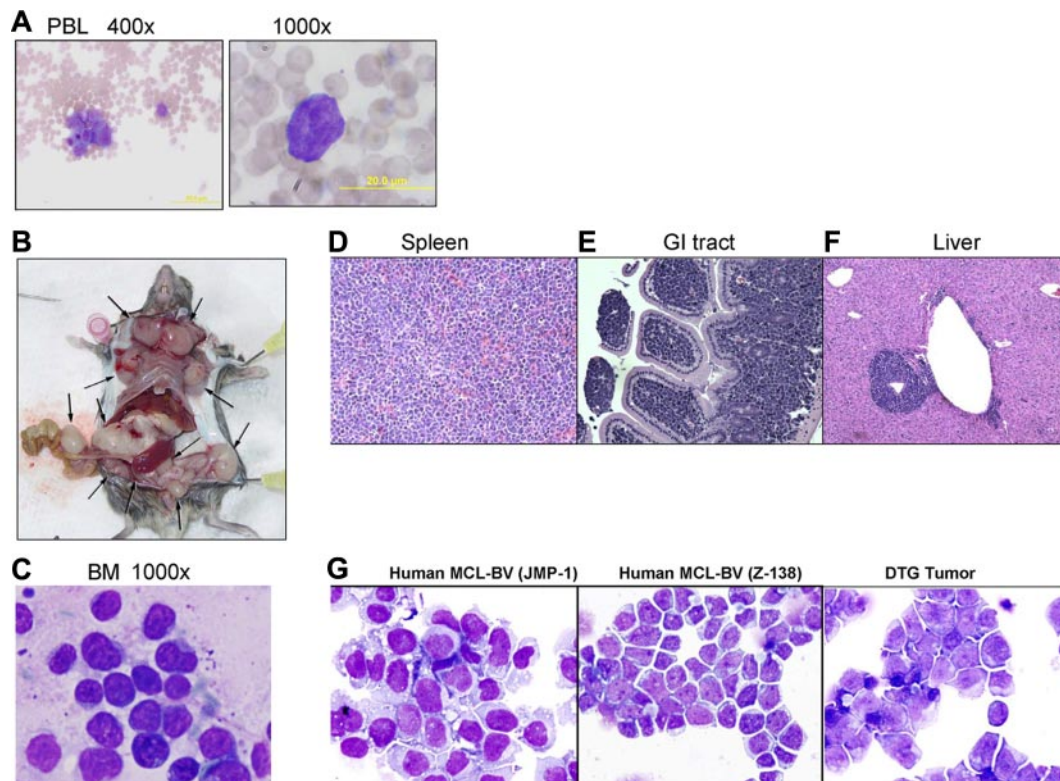 A PBL 400x 1000x
20.0 µm
B
D Spleen E GI tract F Liver
C BM 1000x
G Human MCL-BV (JMP-1) Human MCL-BV (Z-138) DTG Tumor